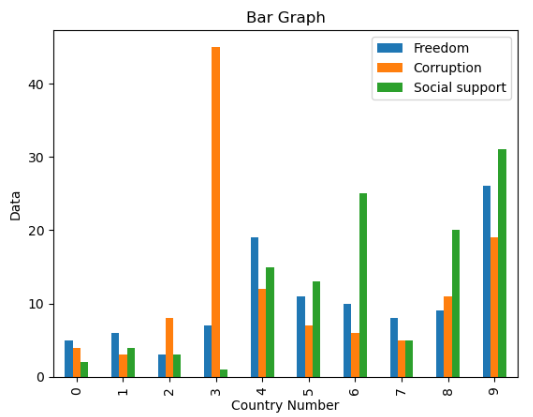 Bar Graph
Freedom
Corruption
Social support
Data
40
30
20
10
0
0 1 2 3 4 5 6 7 8 9
Country Number